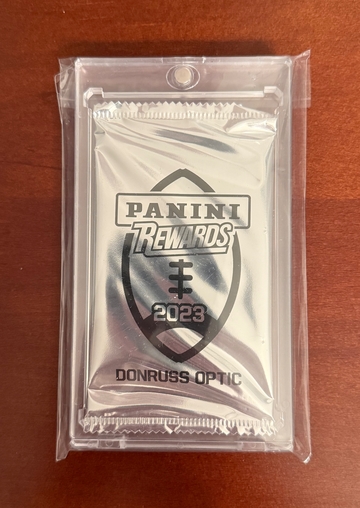 PANINI
REWARDS
2023
DONRUSS OPTIC